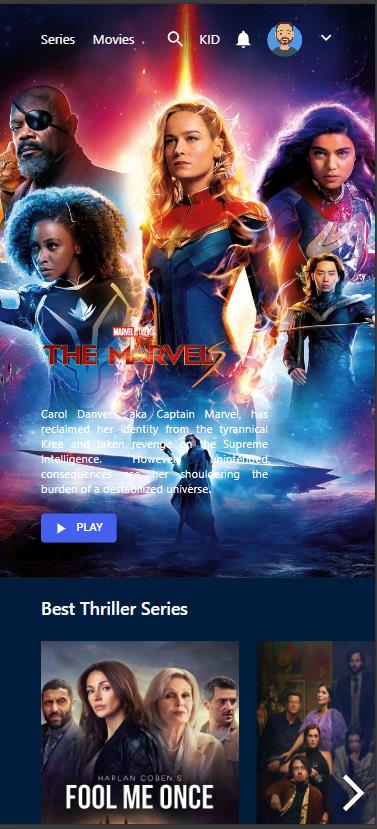 Series Movies KID
MARVEL STUDIOS
THE MARVELS
Carol Danvers, aka Captain Marvel, has
reclaimed her identity from the tyrannical
Kree and taken revenge on the Supreme
Intelligence. However, unintended
consequences see her shouldering the
burden of a destabilized universe.
PLAY
Best Thriller Series
HARLAN COBEN'S
FOOL ME ONCE